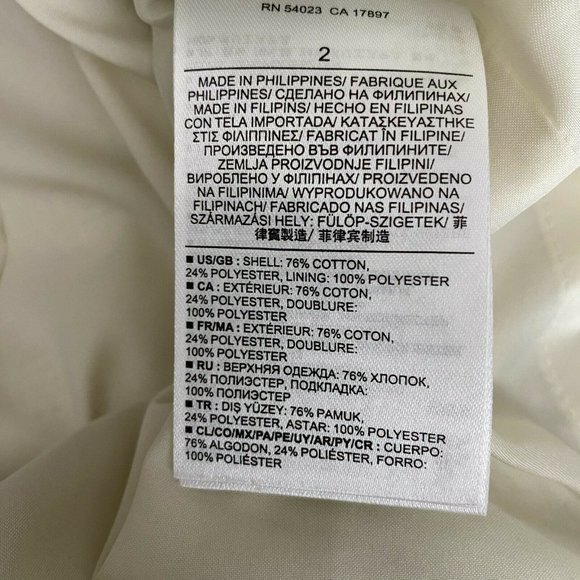 RN 54023 CA 17897
2
MADE IN PHILIPPINES/ FABRIQUE AUX
PHILIPPINES/ СДЕЛАНО НА ФИЛИПИНАХ/
MADE IN FILIPINS/ HECHO EN FILIPINAS
CON TELA IMPORTADA/ ΚΑΤΑΣΚΕΥΑΣΤΗΚΕ
ΣΤΙΣ ΦΙΛΙΠΠΙΝΕΣ/ FABRICAT ÎN FILIPINE/
ПРОИЗВЕДЕНО ВЪВ ФИЛИПИНИТЕ/
ZEMLJA PROIZVODNJE FILIPINI/
ВИРОБЛЕНО У ФІЛІПІНАХ/ PROIZVEDENO
NA FILIPINIMA/ WYPRODUKOWANO NA
FILIPINACH/ FABRICADO NAS FILIPINAS/
SZÁRMAZÁSI HELY: FÜLÖP-SZIGETEK/ 菲
律賓製造/ 菲律宾制造
■ US/GB : SHELL: 76% COTTON,
24% POLYESTER, LINING: 100% POLYESTER
■ CA : EXTÉRIEUR: 76% COTON,
24% POLYESTER, DOUBLURE:
100% POLYESTER
■ FR/MA : EXTÉRIEUR: 76% COTON,
24% POLYESTER, DOUBLURE:
100% POLYESTER
■ RU : ВЕРХНЯЯ ОДЕЖДА: 76% ХЛОПОК,
24% ПОЛИЭСТЕР, ПОДКЛАДКА:
100% ПОЛИЭСТЕР
■ TR : DIŞ YÜZEY: 76% PAMUK,
24% POLYESTER, ASTAR: 100% POLYESTER
■ CL/CO/MX/PA/PE/UY/AR/PY/CR : CUERPO:
76% ALGODON, 24% POLIÉSTER, FORRO:
100% POLIÉSTER